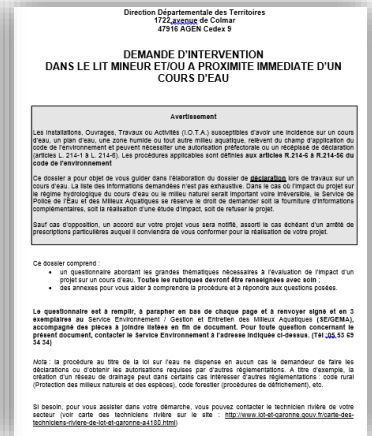 Direction Départementale des Territoires
1722,avenue de Colmar
47916 AGEN Cedex 9
DEMANDE D'INTERVENTION
DANS LE LIT MINEUR ET/OU A PROXIMITE IMMEDIATE D'UN
COURS D'EAU
Avertissement
Les Installations, Ouvrages, Travaux ou Activités (I.O.T.A.) susceptibles d'avoir une incidence sur un cours
d'eau, un plan d'eau, une zone humide ou tout autre milieu aquatique, relèvent du champ d'application du
code de l'environnement et peuvent nécessiter une autorisation préfectorale ou un récépissé de déclaration
(articles L. 214-1 à L. 214-6). Les procédures applicables sont définies aux articles R.214-6 à R.214-56 du
code de l'environnement
Ce dossier a pour objet de vous guider dans l'élaboration du dossier de déclaration lors de travaux sur un
cours d'eau. La liste des informations demandées n'est pas exhaustive. Dans le cas où l'impact du projet sur
le régime hydrologique du cours d'eau ou le milieu naturel serait important voire irréversible, le Service de
Police de l'Eau et des Milieux Aquatiques se réserve le droit de demander soit la fourniture d'informations
complémentaires, soit la réalisation d'une étude d'impact, soit de refuser le projet.
Sauf cas d'opposition, un accord sur votre projet vous sera notifié, assorti le cas échéant d'un arrêté de
prescriptions particulières auquel il conviendra de vous conformer pour la réalisation de votre projet.
Ce dossier comprend :
• un questionnaire abordant les grandes thématiques nécessaires à l'évaluation de l'impact d'un
projet sur un cours d'eau. Toutes les rubriques devront être renseignées avec soin ;
• des annexes pour vous aider à comprendre la procédure et à répondre aux questions posées.
Le questionnaire est à remplir, à parapher en bas de chaque page et à renvoyer signé et en 3
exemplaires au Service Environnement / Gestion et Entretien des Milieux Aquatiques (SE/GEMA),
accompagné des pièces à joindre listées en fin de document. Pour toute question concernant le
présent document, contacter le Service Environnement à l'adresse indiquée ci-dessus. (Tél :05 53 69
34 34)
Nota : la procédure au titre de la loi sur l'eau ne dispense en aucun cas le demandeur de faire les
déclarations ou d'obtenir les autorisations requises par d'autres réglementations. A titre d'exemple, la
création d'un réseau de drainage peut dans certains cas intéresser d'autres réglementations : code rural
(Protection des milieux naturels et des espèces), code forestier (procédures de défrichement), etc.
Si besoin, pour vous assister dans votre démarche, vous pouvez contacter le technicien rivière de votre
secteur (voir carte des techniciens rivière sur le site : http://www.lot-et-garonne.gouv.fr/carte-des-
techniciens-riviere-de-lot-et-garonne-a4180.html)